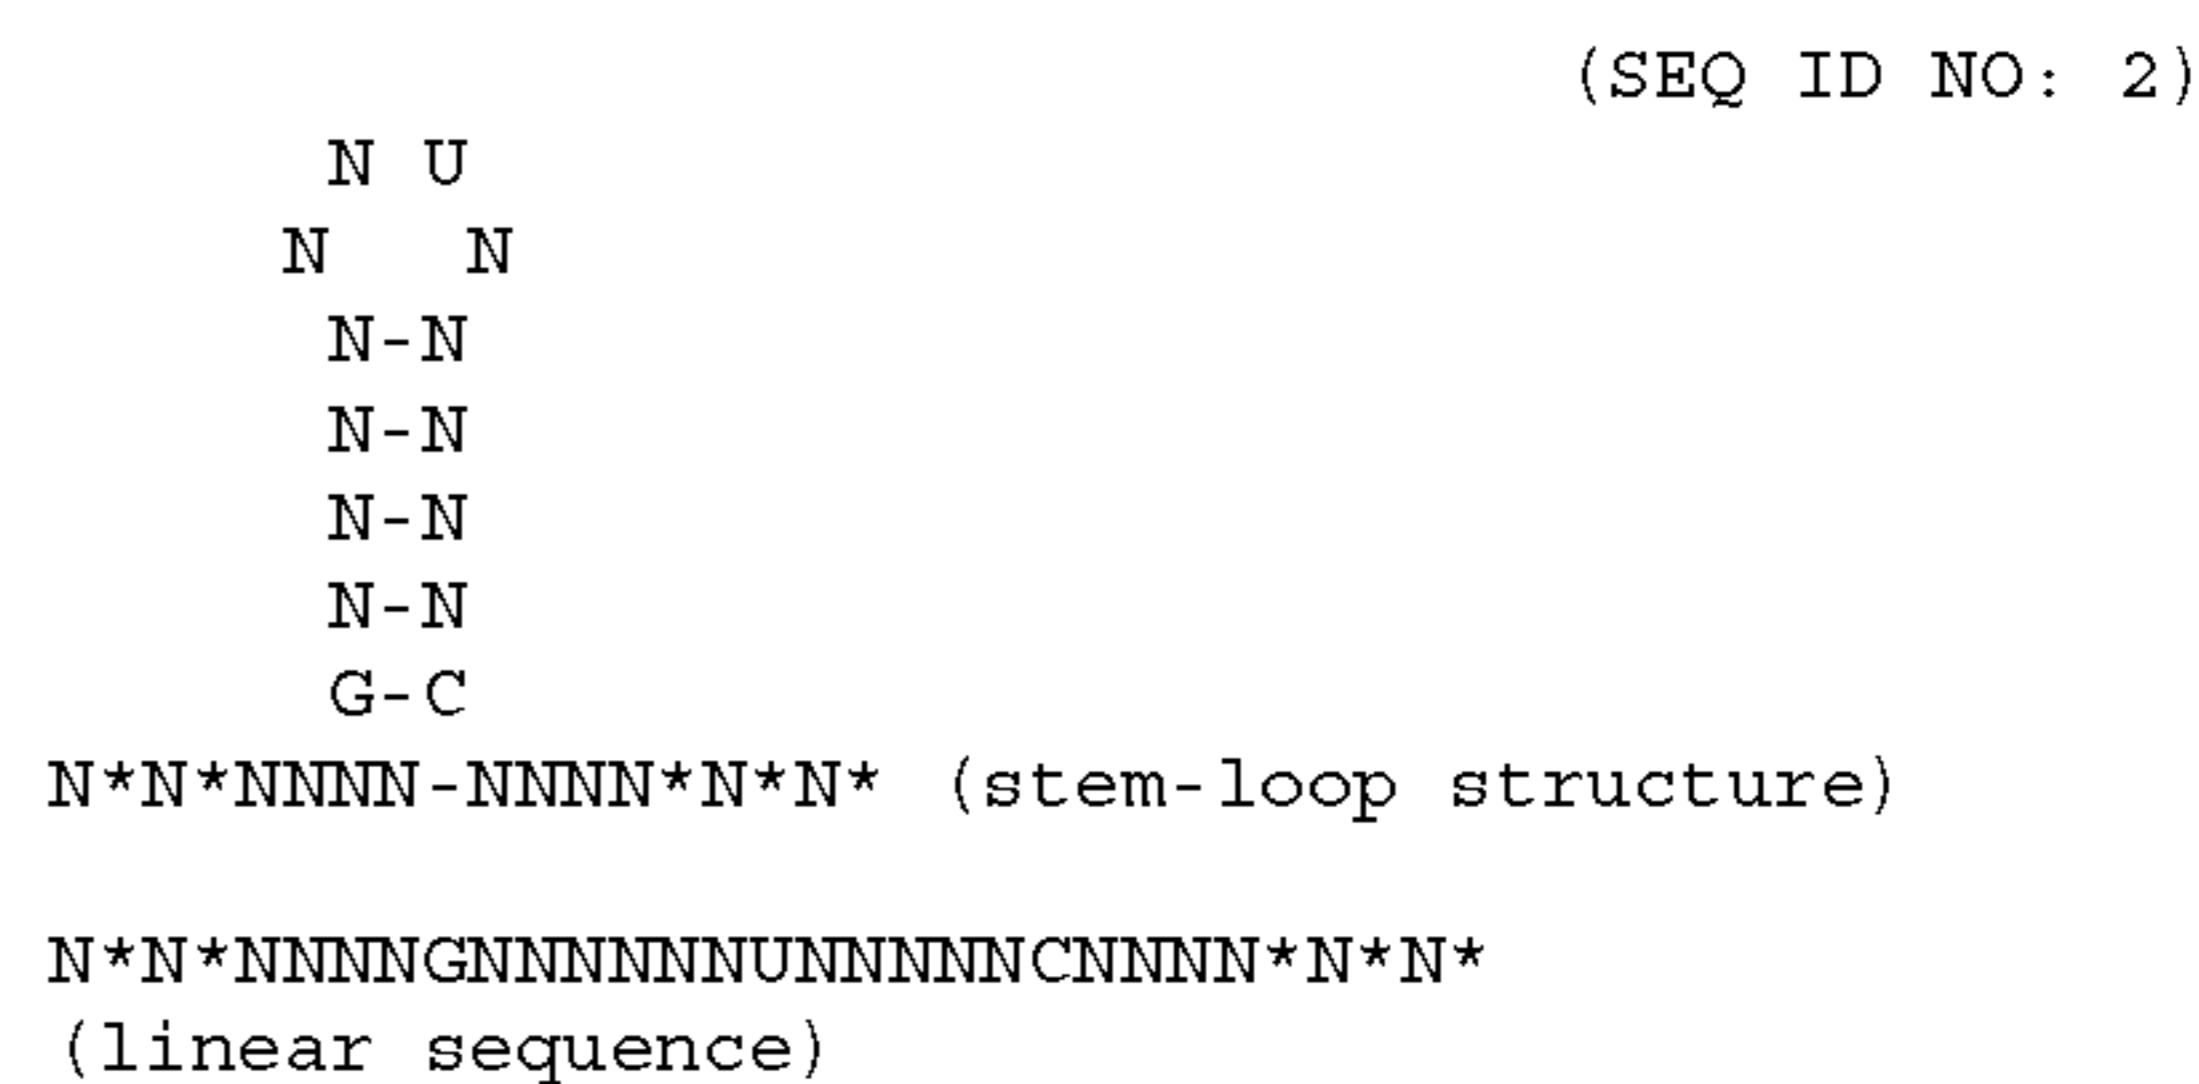 (SEQ ID NO: 2)
N U
N N
N-N
N-N
N-N
N-N
G-C
N*N*NNNN-NNNN*N*N* (stem-loop structure)
N*N*NNNNGNNNNNNUNNNNNCNNNN*N*N*
(linear sequence)